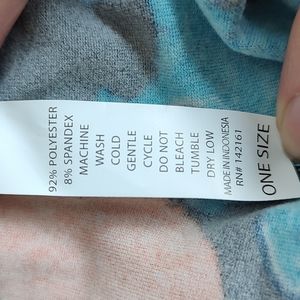 92% POLYESTER
8% SPANDEX
MACHINE
WASH
COLD
GENTLE
CYCLE
DO NOT
BLEACH
TUMBLE
DRY LOW
MADE IN INDONESIA
RN# 142161
ONE SIZE